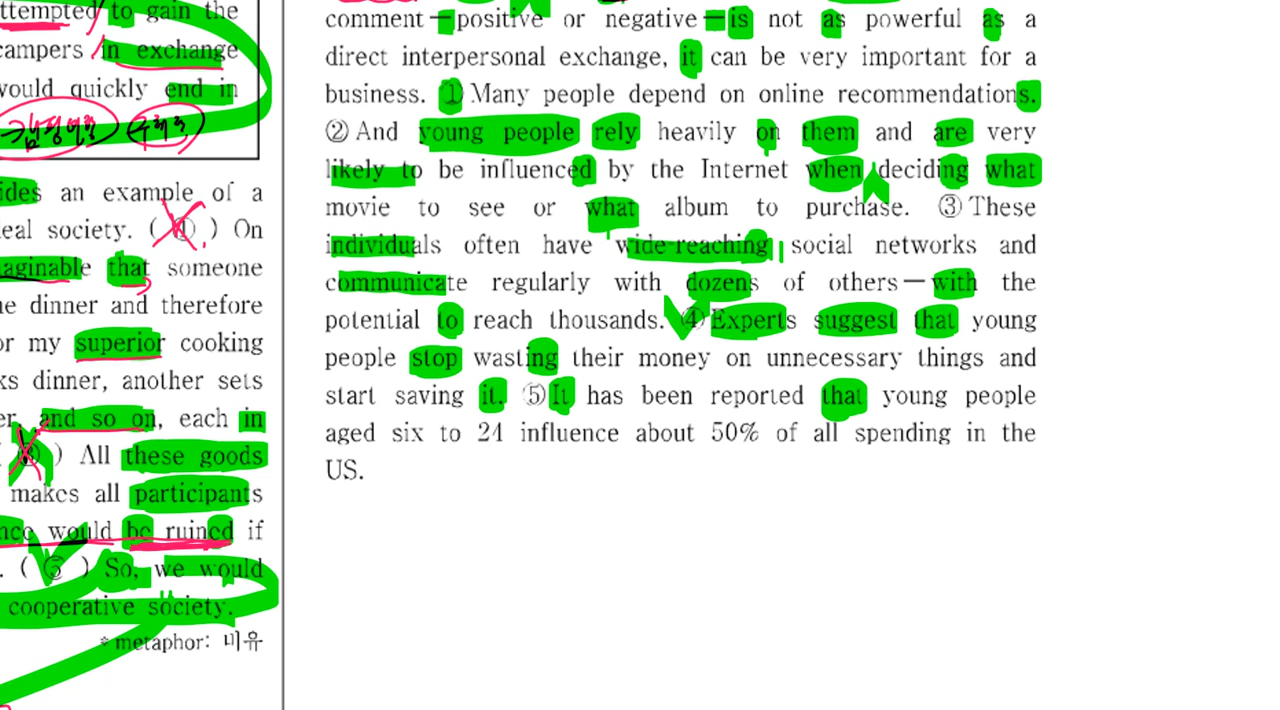 ttempted to gain the
campers in exchange
would quickly end in
ides an example of a
eal society. ( ① ) On
aginable that someone
ne dinner and therefore
or my superior cooking
ks dinner, another sets
er, and so on, each in
) All these goods
makes all participants
nce would be ruined if
. ( ⑤ ) So, we would
cooperative society.
* metaphor: 비유
comment—positive or negative—is not as powerful as a
direct interpersonal exchange, it can be very important for a
business. ① Many people depend on online recommendations.
② And young people rely heavily on them and are very
likely to be influenced by the Internet when deciding what
movie to see or what album to purchase. ③ These
individuals often have wide-reaching social networks and
communicate regularly with dozens of others—with the
potential to reach thousands. ④ Experts suggest that young
people stop wasting their money on unnecessary things and
start saving it. ⑤ It has been reported that young people
aged six to 24 influence about 50% of all spending in the
US.